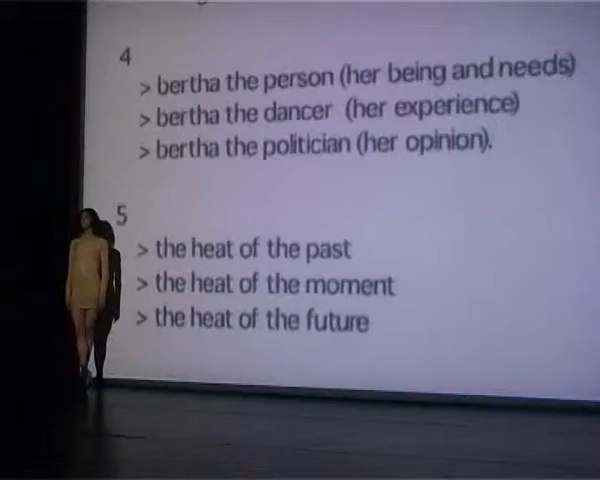 4
> bertha the person (her being and needs)
> bertha the dancer (her experience)
> bertha the politician (her opinion).
5
> the heat of the past
> the heat of the moment
> the heat of the future